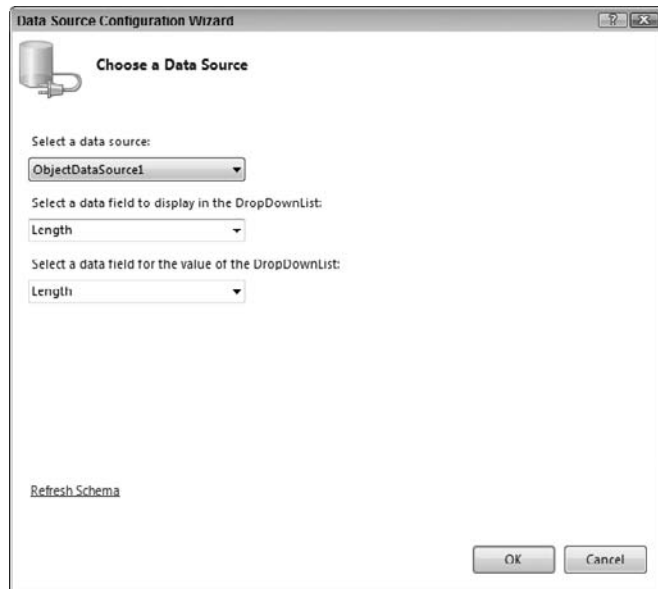 Data Source Configuration Wizard
Choose a Data Source
Select a data source:
ObjectDataSource1
Select a data field to display in the DropDownList:
Length
Select a data field for the value of the DropDownList:
Length
Refresh Schema
OK
Cancel